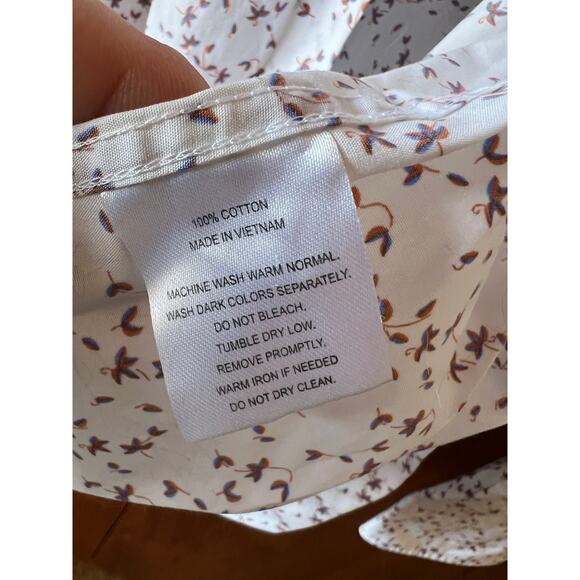 100% COTTON
MADE IN VIETNAM
MACHINE WASH WARM NORMAL.
WASH DARK COLORS SEPARATELY.
DO NOT BLEACH.
TUMBLE DRY LOW.
REMOVE PROMPTLY.
WARM IRON IF NEEDED
DO NOT DRY CLEAN.